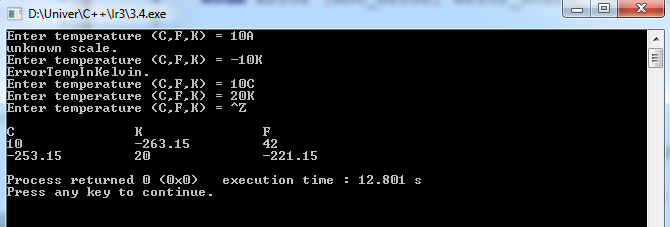 D:\Univer\C++\lr3\3.4.exe
Enter temperature (C,F,K) = 10A
unknown scale.
Enter temperature (C,F,K) = -10K
ErrorTempInKelvin.
Enter temperature (C,F,K) = 10C
Enter temperature (C,F,K) = 20K
Enter temperature (C,F,K) = ^Z
C K F
10 -263.15 42
-253.15 20 -221.15
Process returned 0 (0x0) execution time : 12.801 s
Press any key to continue.